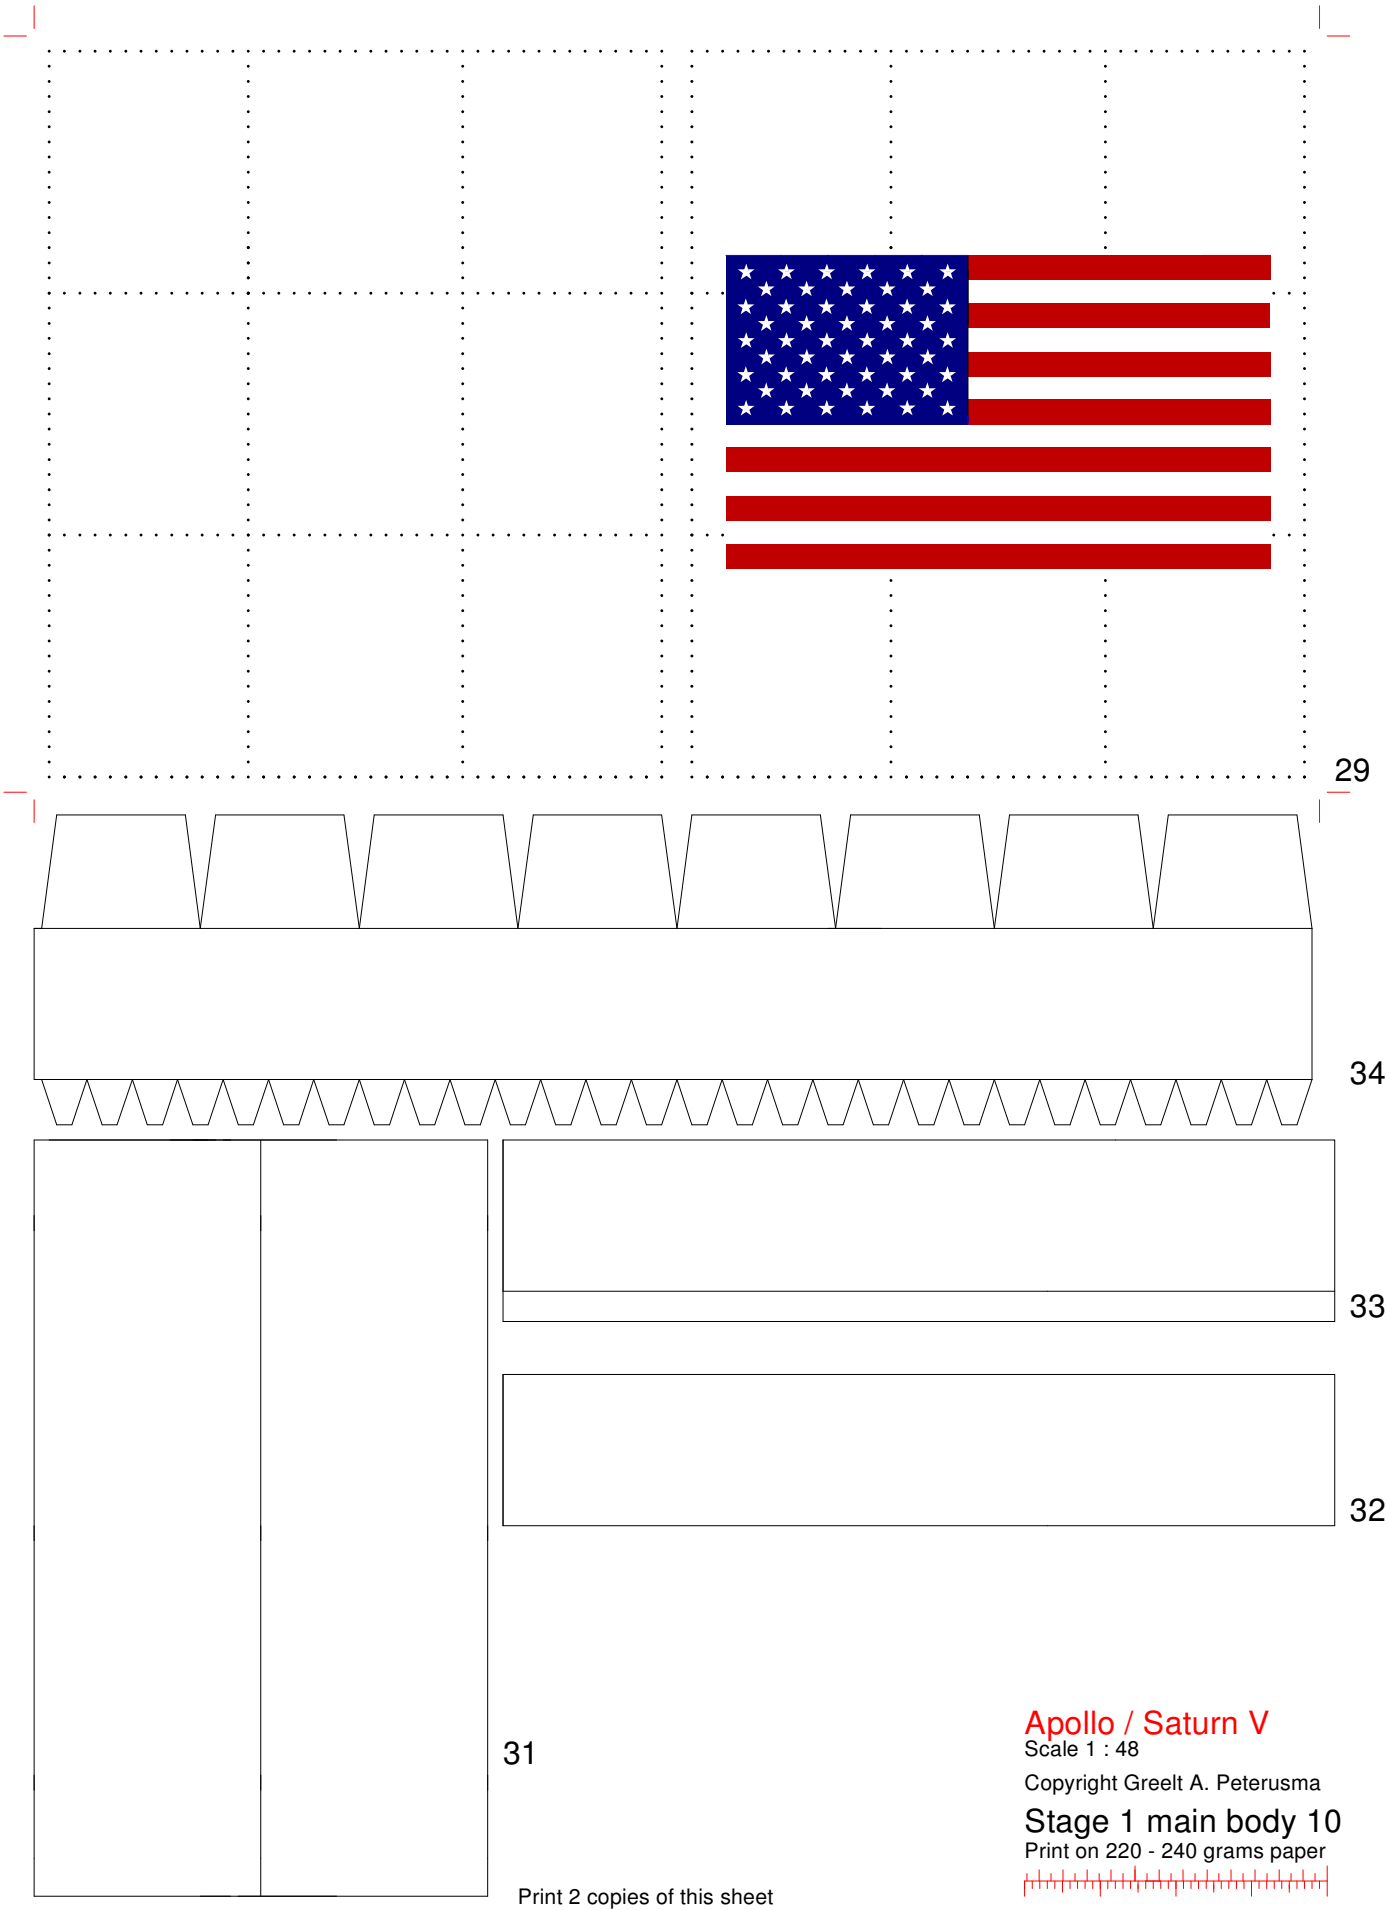 29
34
33
32
31
Apollo / Saturn V
Scale 1 : 48
Copyright Greelt A. Peterusma
Stage 1 main body 10
Print on 220 - 240 grams paper
Print 2 copies of this sheet